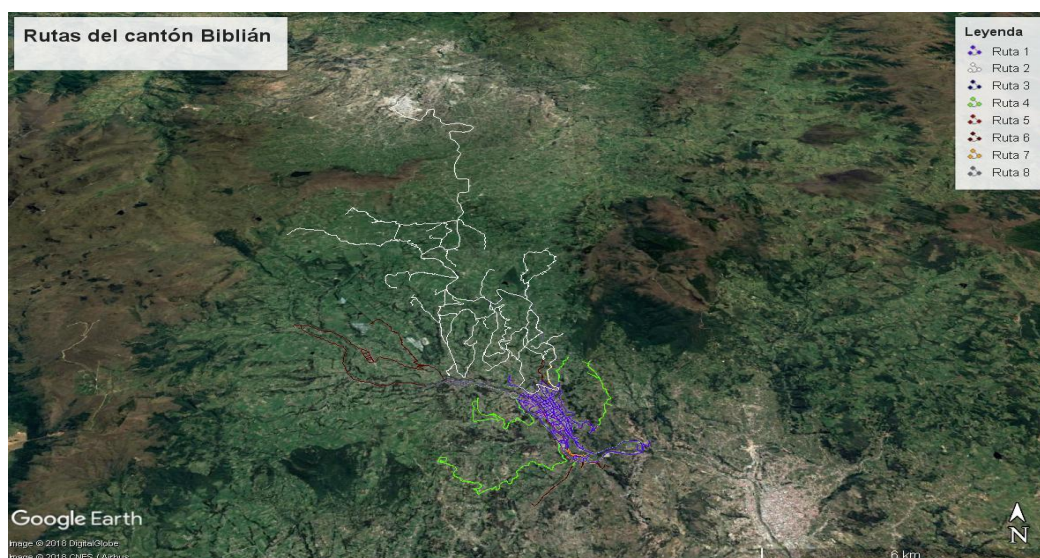 Rutas del cantón Biblián
Leyenda
Ruta 1
Ruta 2
Ruta 3
Ruta 4
Ruta 5
Ruta 6
Ruta 7
Ruta 8
Google Earth
Image © 2018 DigitalGlobe
Image © 2018 CNES / Airbus
N
6 km